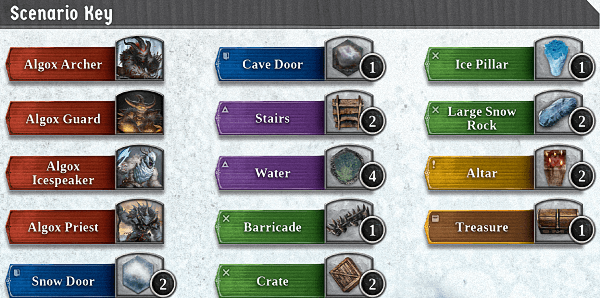 Scenario Key
Algox Archer
Algox Guard
Algox
Icespeaker
Algox Priest
Snow Door
2
Cave Door
1
Stairs
2
Water
4
Barricade
1
Crate
2
Ice Pillar
1
Large Snow
Rock
2
Altar
2
Treasure
1